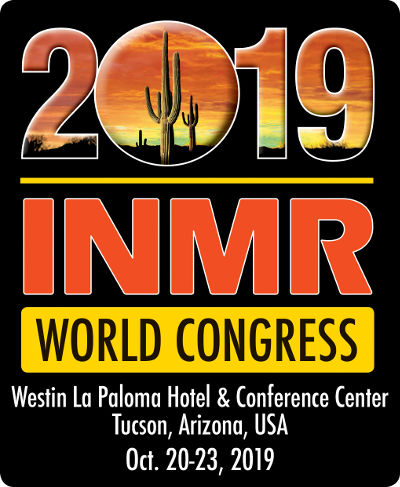 2019
INMR
WORLD CONGRESS
Westin La Paloma Hotel & Conference Center
Tucson, Arizona, USA
Oct. 20-23, 2019